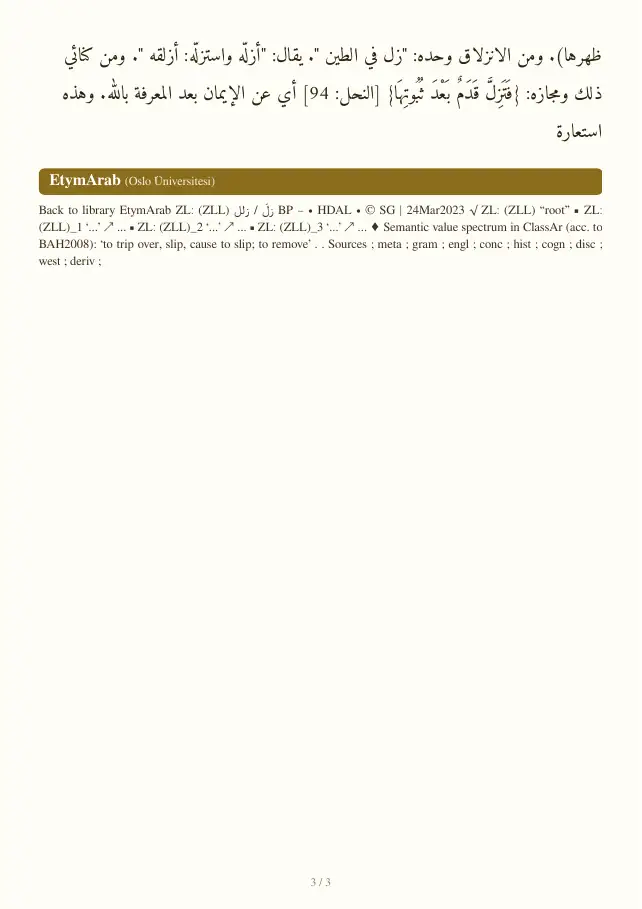 ظهرها). ومن الانزلاق وحده: "زل في الطين ". يقال: "أزلّه واستزلّه: أزلقه ". ومن كنائي
ذلك ومجازه: {فَتَزِلَّ قَدَمٌ بَعْدَ ثُبُوتِهَا} [النحل: 94] أي عن الإيمان بعد المعرفة بالله. وهذه
استعارة
EtymArab (Oslo Üniversitesi)
Back to library EtymArab ZL: (ZLL) زلل / زلّ BP – • HDAL • © SG | 24Mar2023 √ ZL: (ZLL) “root” ▪ ZL:
(ZLL)_1 ‘...’ ↗ ... ▪ ZL: (ZLL)_2 ‘...’ ↗ ... ▪ ZL: (ZLL)_3 ‘...’ ↗ ... ♦ Semantic value spectrum in ClassAr (acc. to
BAH2008): ‘to trip over, slip, cause to slip; to remove’ . . Sources ; meta ; gram ; engl ; conc ; hist ; cogn ; disc ;
west ; deriv ;
3 / 3